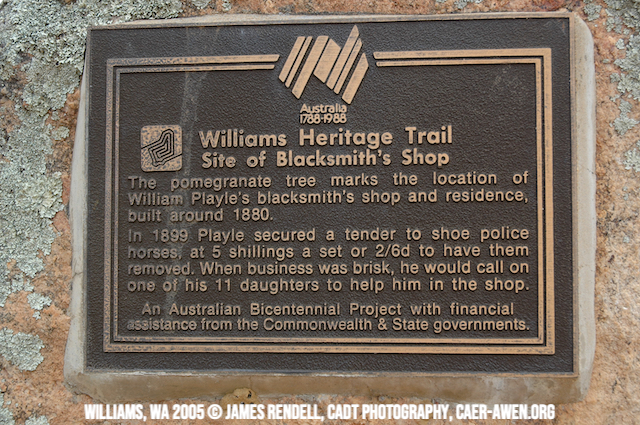 Australia
1788-1988
Williams Heritage Trail
Site of Blacksmith's Shop
The pomegranate tree marks the location of
William Playle's blacksmith's shop and residence,
built around 1880.
In 1899 Playle secured a tender to shoe police
horses, at 5 shillings a set or 2/6d to have them
removed. When business was brisk, he would call on
one of his 11 daughters to help him in the shop.
An Australian Bicentennial Project with financial
assistance from the Commonwealth & State governments.
WILLIAMS, WA 2005 © JAMES RENDELL, CADT PHOTOGRAPHY, CAER-AWEN.ORG